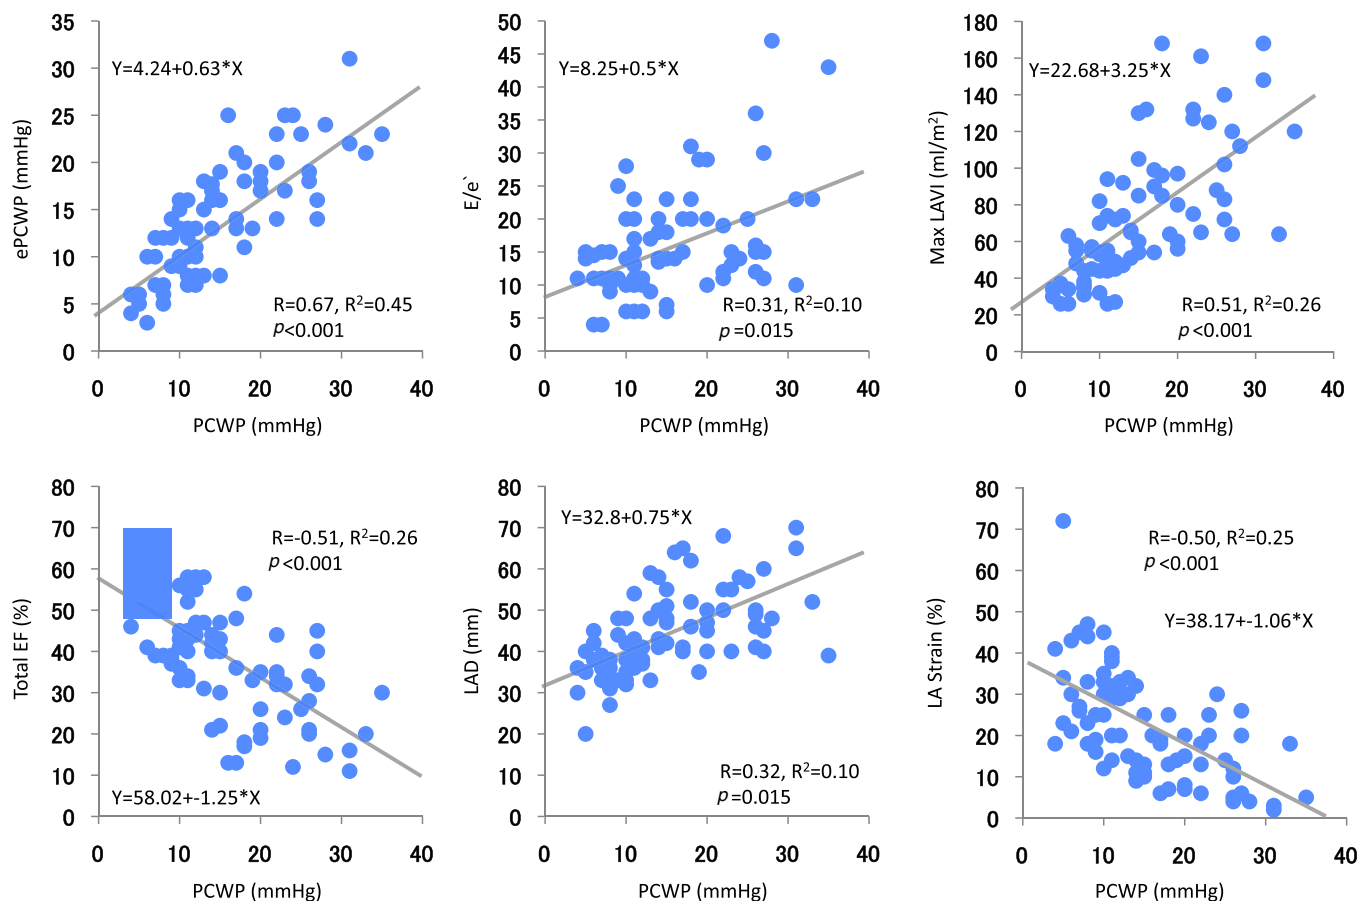 35
30
25
20
15
10
5
0
ePCWP (mmHg)
Y=4.24+0.63*X
R=0.67, R²=0.45
p<0.001
0 10 20 30 40
PCWP (mmHg)
50
45
40
35
30
25
20
15
10
5
0
E/e`
Y=8.25+0.5*X
R=0.31, R²=0.10
p=0.015
0 10 20 30 40
PCWP (mmHg)
180
160
140
120
100
80
60
40
20
0
Max LAVI (ml/m²)
Y=22.68+3.25*X
R=0.51, R²=0.26
p<0.001
0 10 20 30 40
PCWP (mmHg)
80
70
60
50
40
30
20
10
0
Total EF (%)
R=-0.51, R²=0.26
p<0.001
Y=58.02+-1.25*X
0 10 20 30 40
PCWP (mmHg)
80
70
60
50
40
30
20
10
0
LAD (mm)
Y=32.8+0.75*X
R=0.32, R²=0.10
p=0.015
0 10 20 30 40
PCWP (mmHg)
80
70
60
50
40
30
20
10
0
LA Strain (%)
R=-0.50, R²=0.25
p<0.001
Y=38.17+-1.06*X
0 10 20 30 40
PCWP (mmHg)